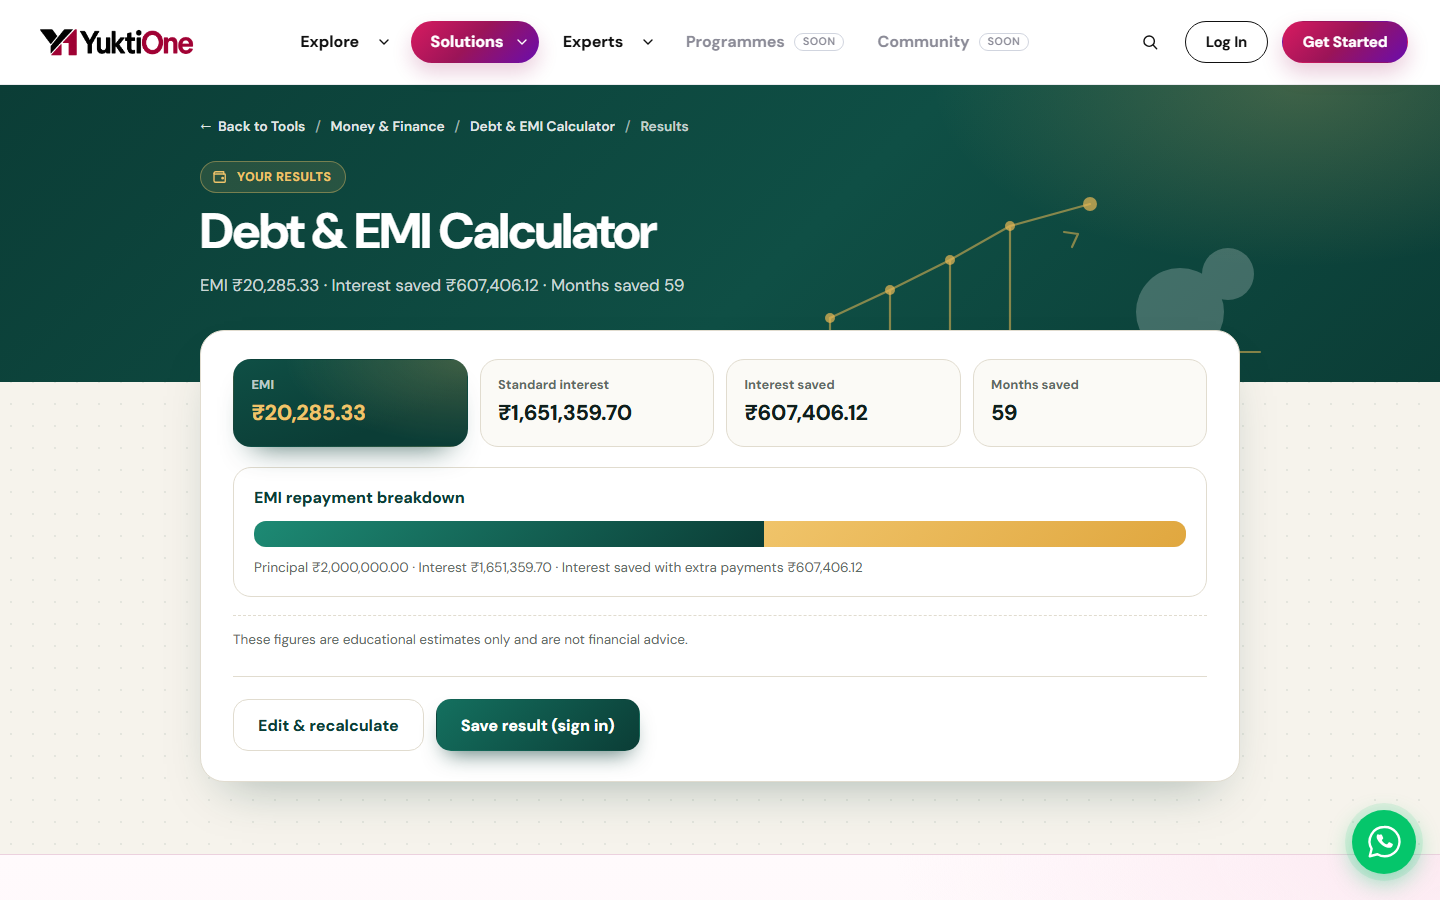 YuktiOne
Explore
Solutions
Experts
Programmes SOON
Community SOON
Log In
Get Started
← Back to Tools / Money & Finance / Debt & EMI Calculator / Results
YOUR RESULTS
Debt & EMI Calculator
EMI ₹20,285.33 · Interest saved ₹607,406.12 · Months saved 59
EMI
₹20,285.33
Standard interest
₹1,651,359.70
Interest saved
₹607,406.12
Months saved
59
EMI repayment breakdown
Principal ₹2,000,000.00 · Interest ₹1,651,359.70 · Interest saved with extra payments ₹607,406.12
These figures are educational estimates only and are not financial advice.
Edit & recalculate
Save result (sign in)